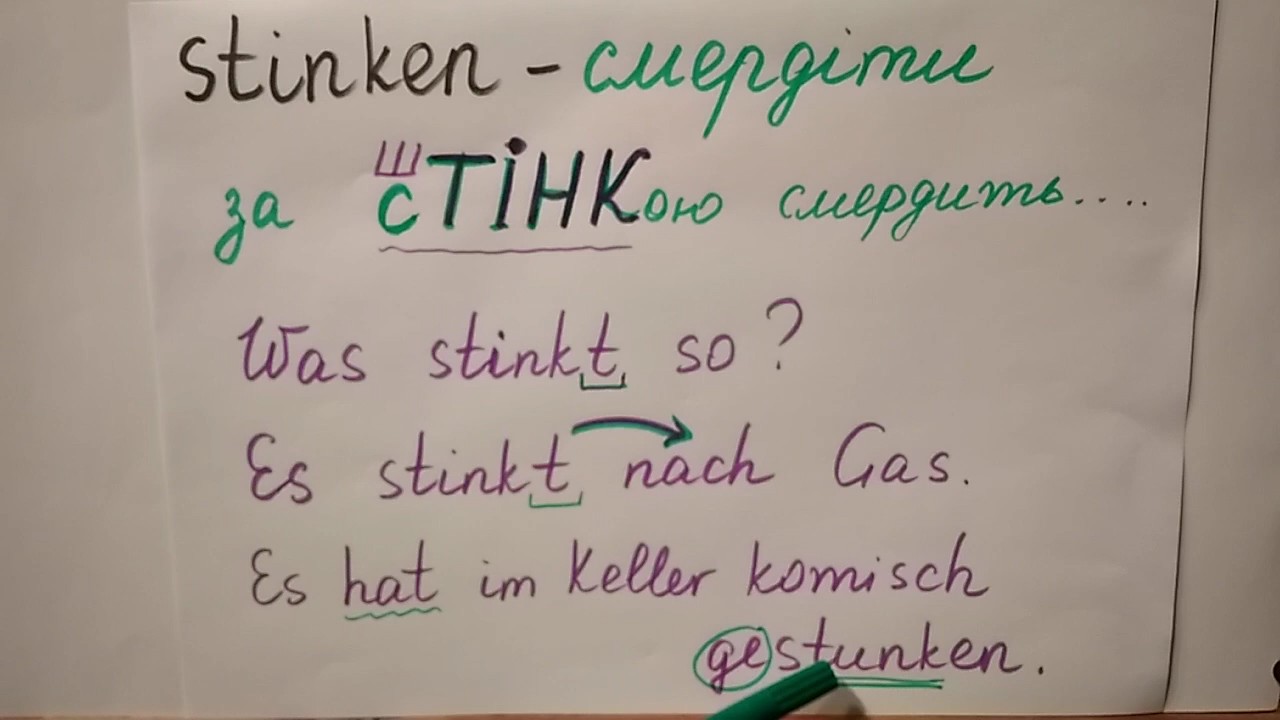 stinken - смердіти
Ш
за сТІНКою смердить....
Was stinkt so?
Es stinkt nach Gas.
Es hat im Keller komisch
gestunken.